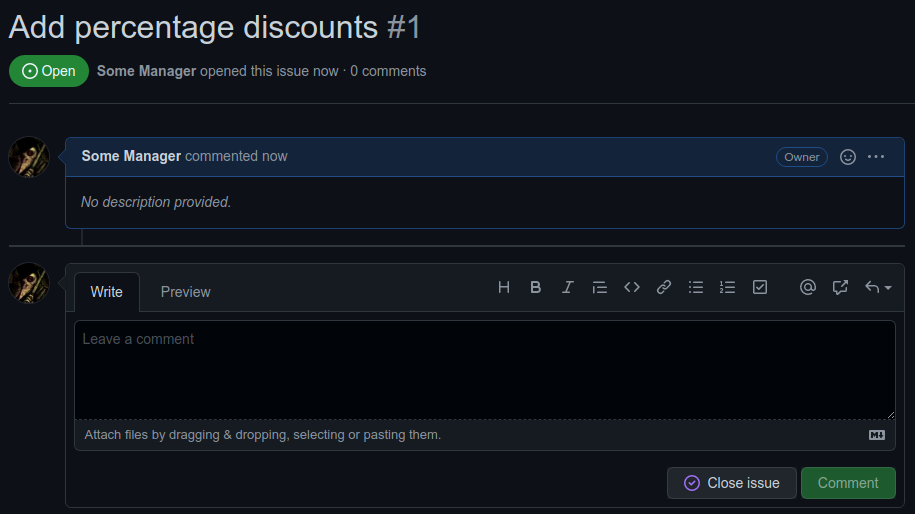 Add percentage discounts #1
Open
Some Manager opened this issue now · 0 comments
Some Manager commented now
Owner
No description provided.
Write
Preview
Leave a comment
Attach files by dragging & dropping, selecting or pasting them.
Close issue
Comment